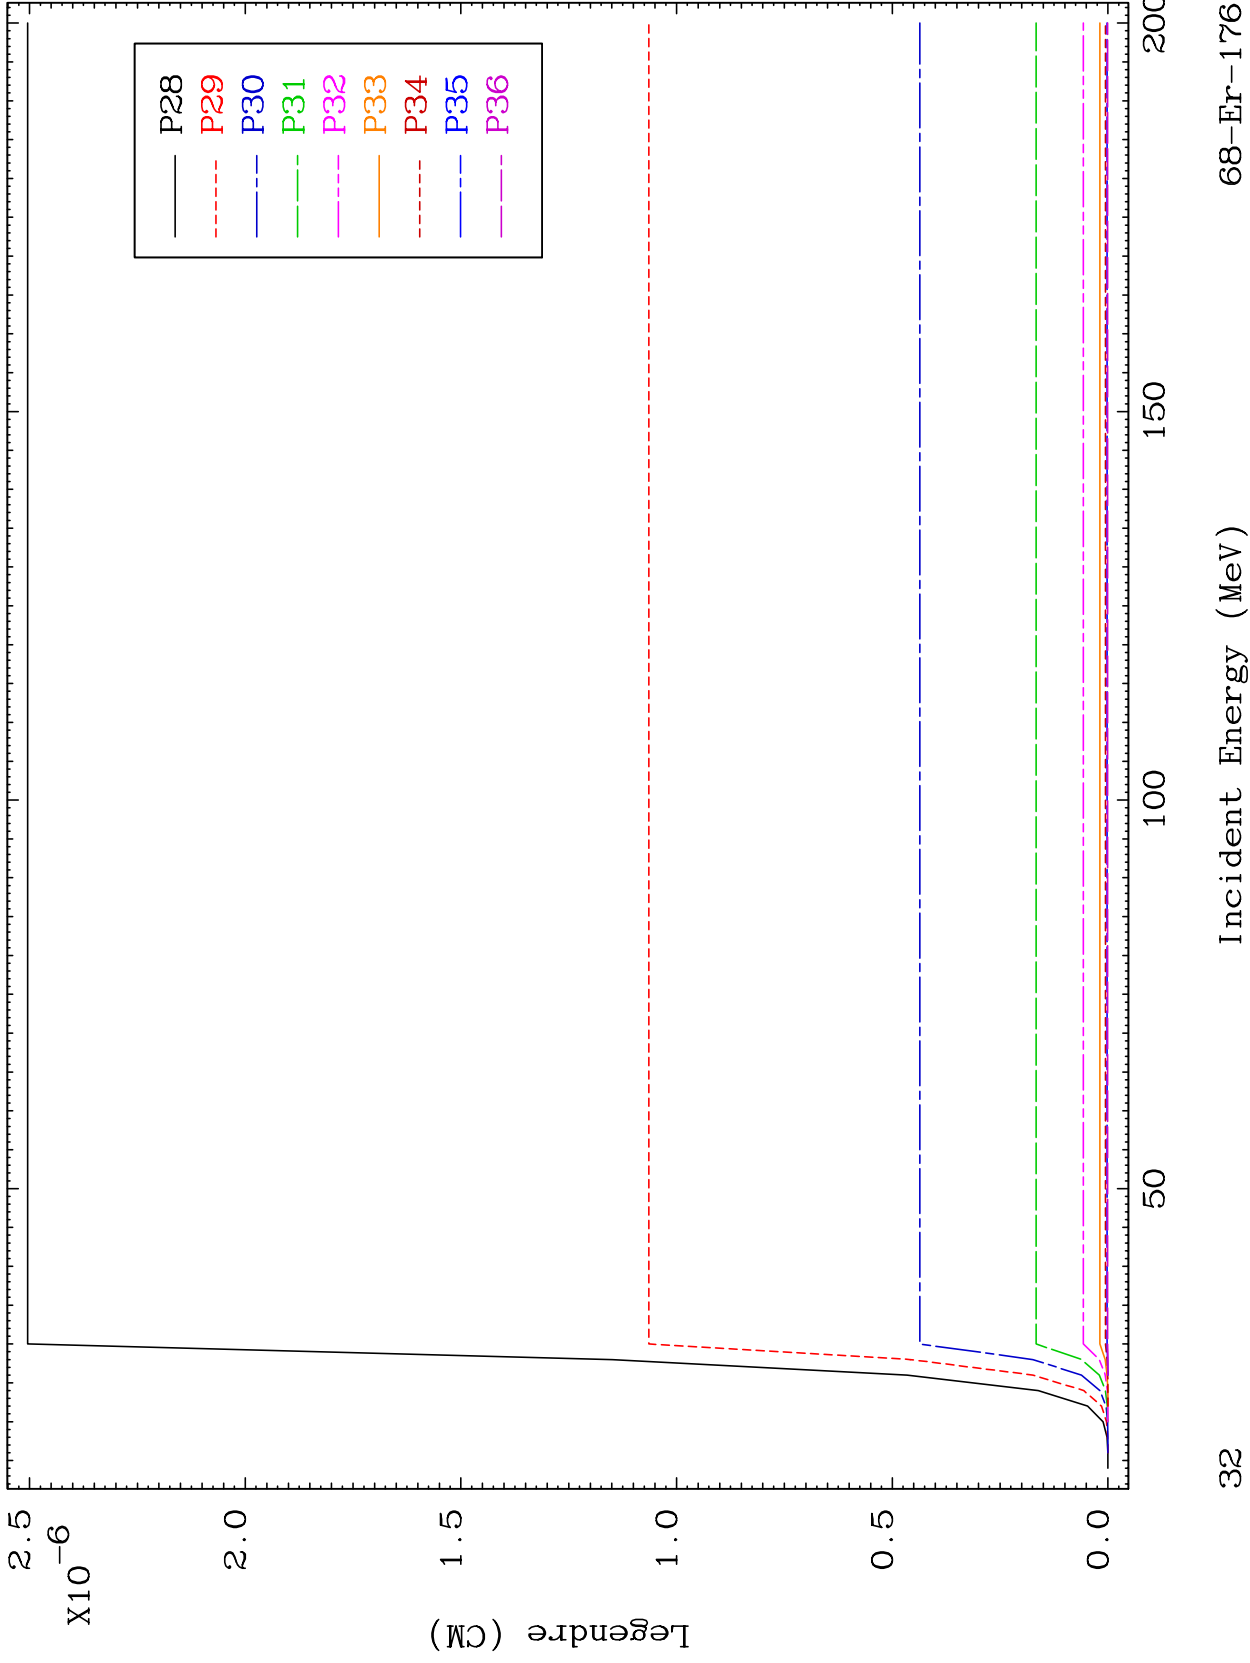 2.5
X10-6
2.0
1.5
1.0
0.5
0.0
Legendre (CM)
P28
P29
P30
P31
P32
P33
P34
P35
P36
50
100
150
200
Incident Energy (MeV)
32
68-Er-176